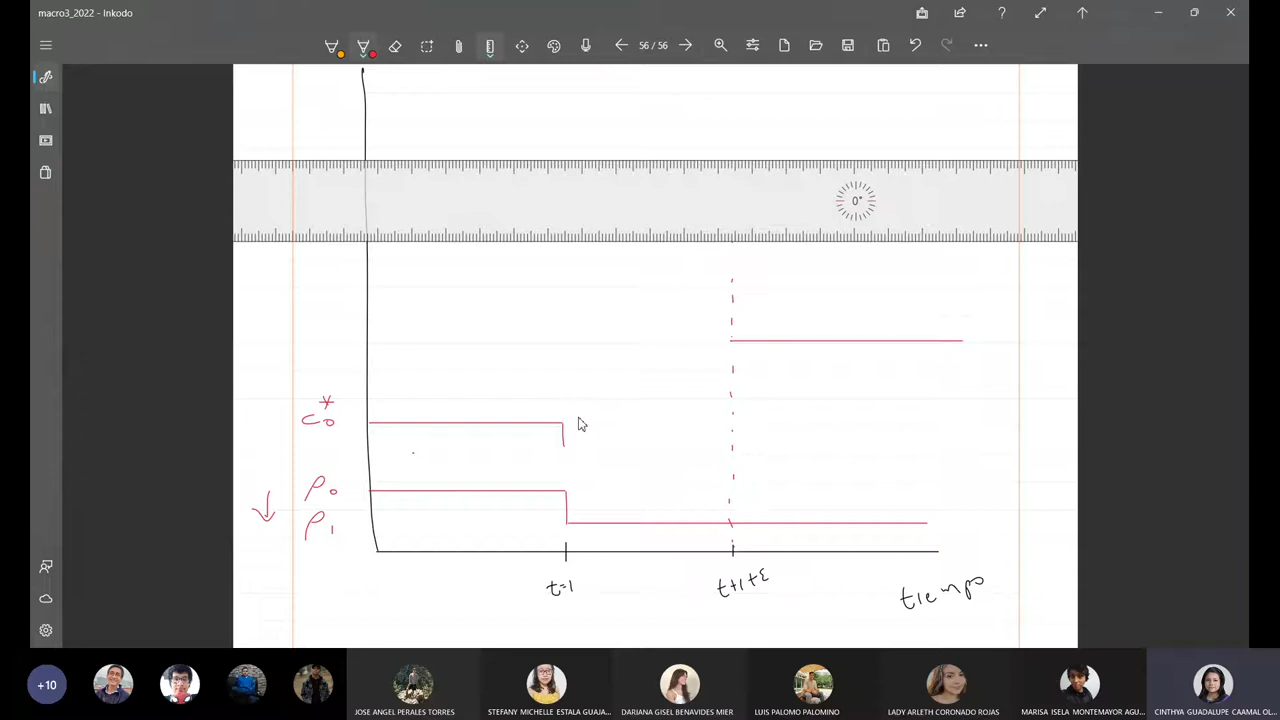 macro3_2022 - Inkodo
56 / 56
0°
c₀*
ρ₀
ρ₁
t=1
t+1+ε
tiempo
+10
JOSE ANGEL PERALES TORRES
STEFANY MICHELLE ESTALA GUAJA...
DARIANA GISEL BENAVIDES MIER
LUIS PALOMO PALOMINO
LADY ARLETH CORONADO ROJAS
MARISA ISELA MONTEMAYOR AGU...
CINTHYA GUADALUPE CAAMAL OL...